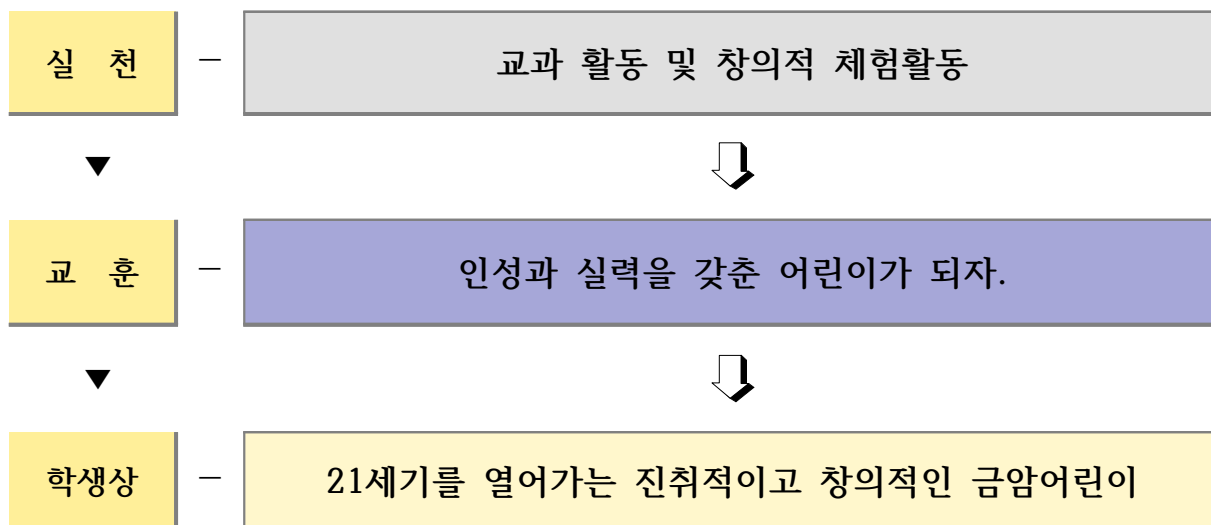 실 천 - 교과 활동 및 창의적 체험활동
▼
교 훈 - 인성과 실력을 갖춘 어린이가 되자.
▼
학생상 - 21세기를 열어가는 진취적이고 창의적인 금암어린이